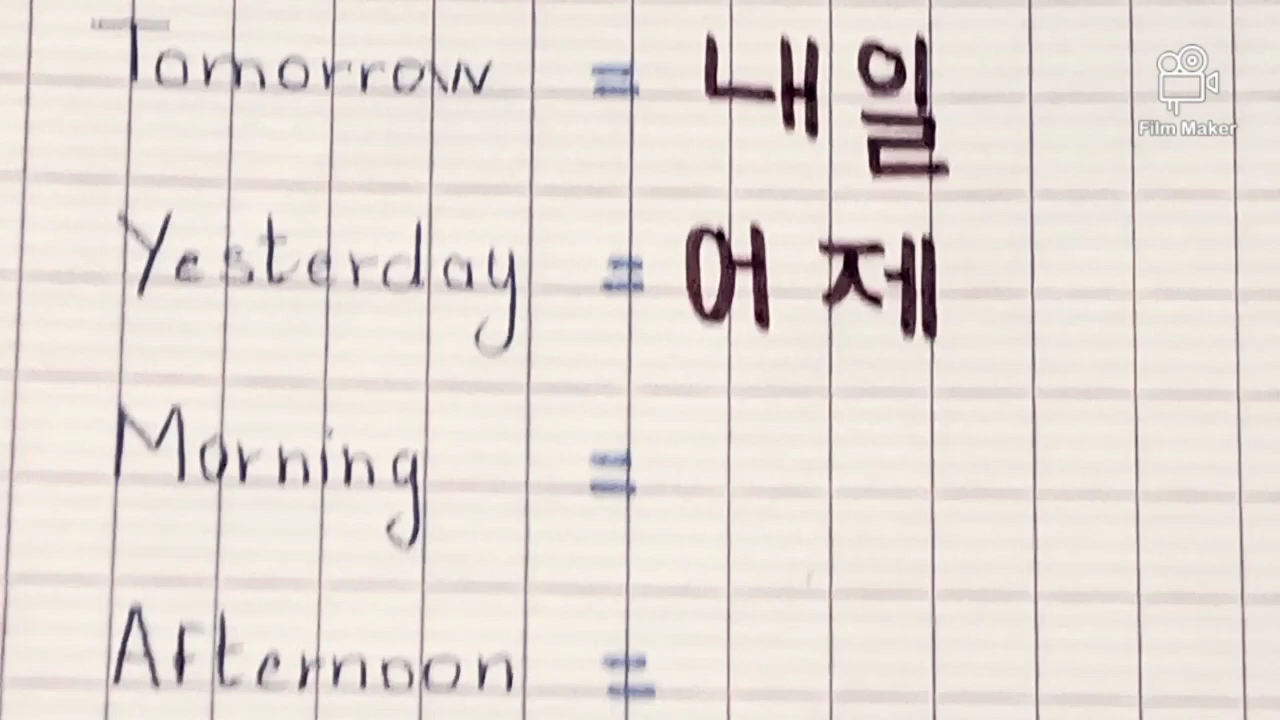 Tomorrow = 내일
Film Maker
Yesterday = 어제
Morning =
Afternoon =